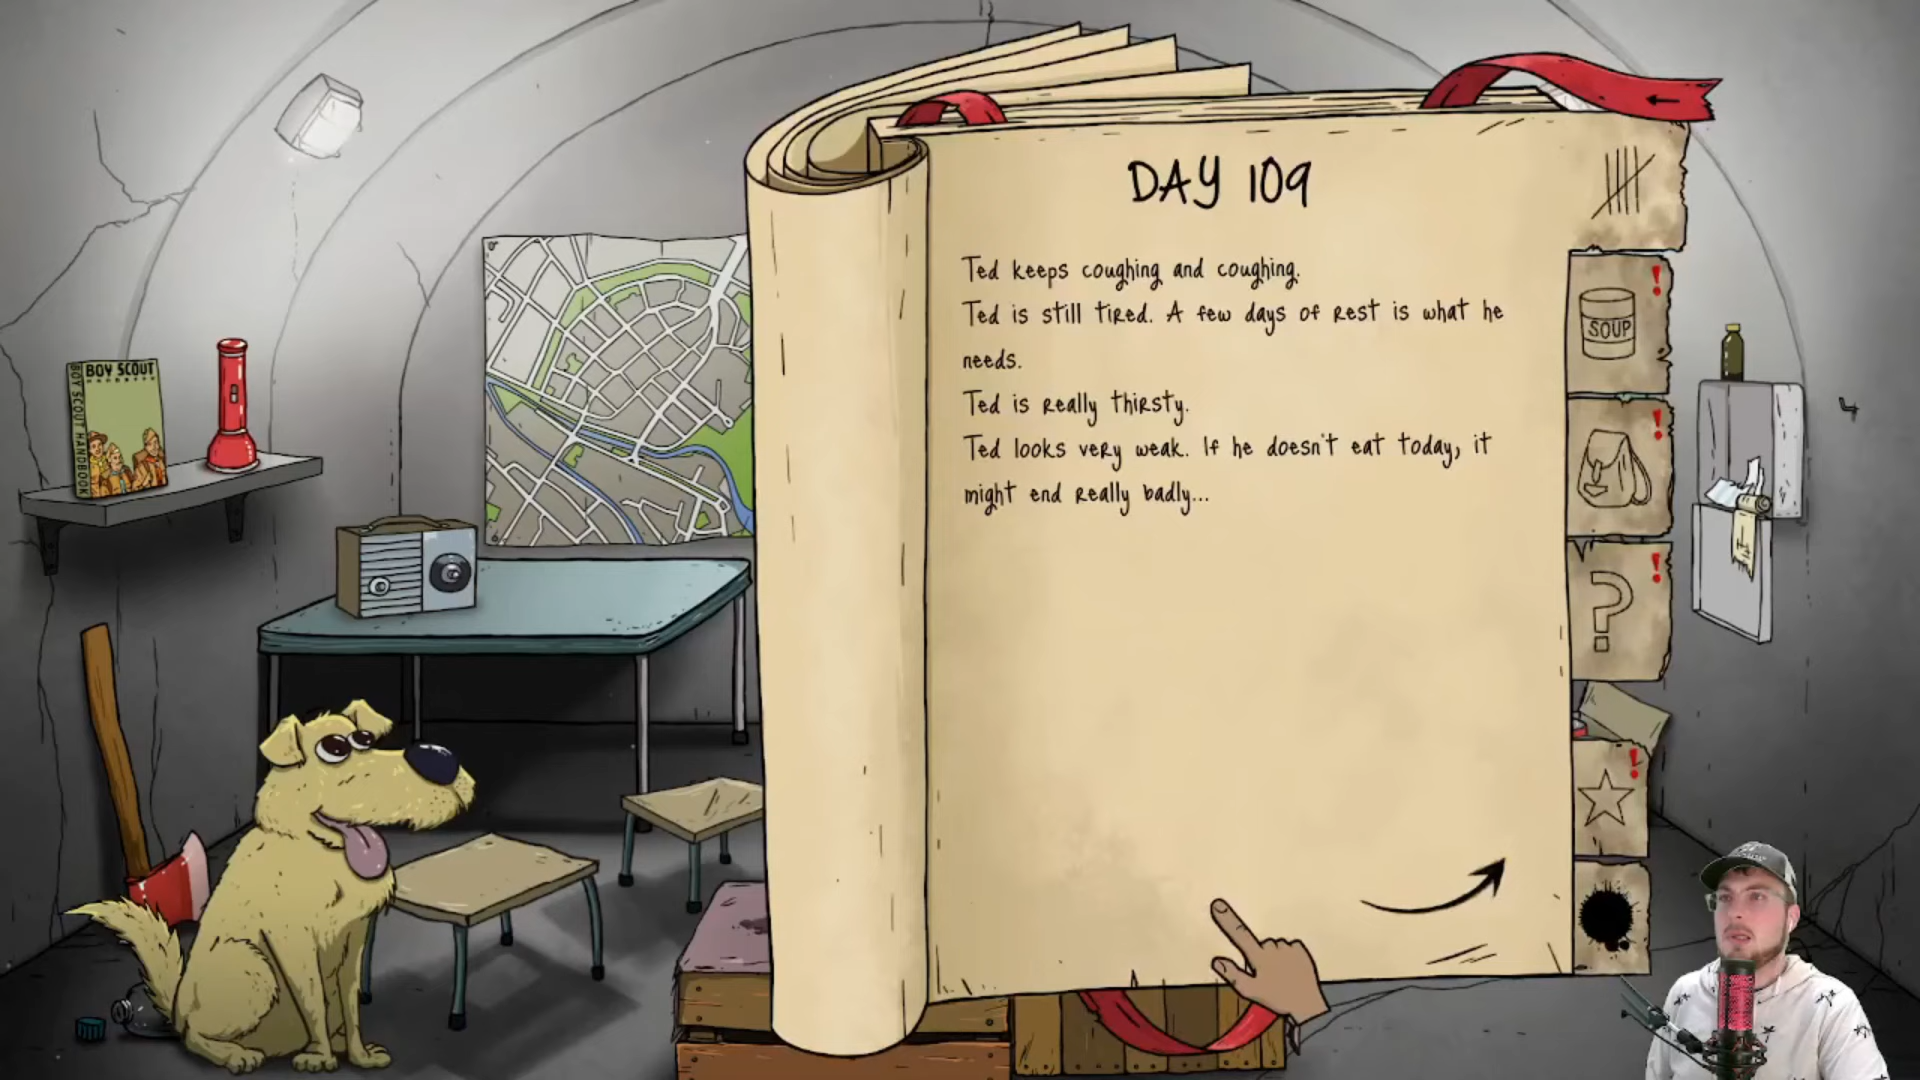 DAY 109
Ted keeps coughing and coughing.
Ted is still tired. A few days of rest is what he
needs.
Ted is really thirsty.
Ted looks very weak. If he doesn't eat today, it
might end really badly...
!
SOUP
!
!
?
!
BOY SCOUT
BOY SCOUT HANDBOOK